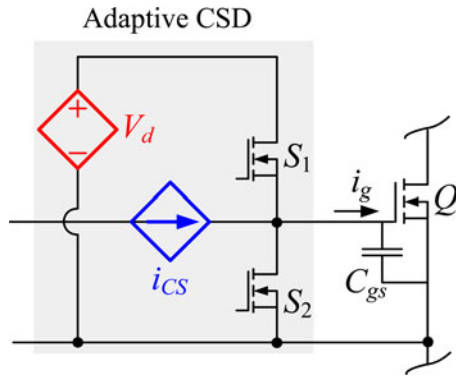 Adaptive CSD
+
V_d
−
S_1
i_g
Q
i_CS
C_gs
S_2